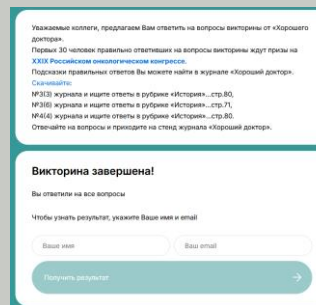 Уважаемые коллеги, предлагаем Вам ответить на вопросы викторины от «Хорошего
доктора».
Первых 30 человек правильно ответивших на вопросы викторины ждут призы на
XXIX Российском онкологическом конгрессе.
Подсказки правильных ответов Вы можете найти в журнале «Хороший доктор».
Скачивайте:
№3(3) журнала и ищите ответы в рубрике «История»...стр.80,
№3(6) журнала и ищите ответы в рубрике «История»...стр.71,
№4(4) журнала и ищите ответы в рубрике «История»...стр.80.
Отвечайте на вопросы и приходите на стенд журнала «Хороший доктор».
Викторина завершена!
Вы ответили на все вопросы
Чтобы узнать результат, укажите Ваше имя и email
Ваше имя
Ваш email
Получить результат